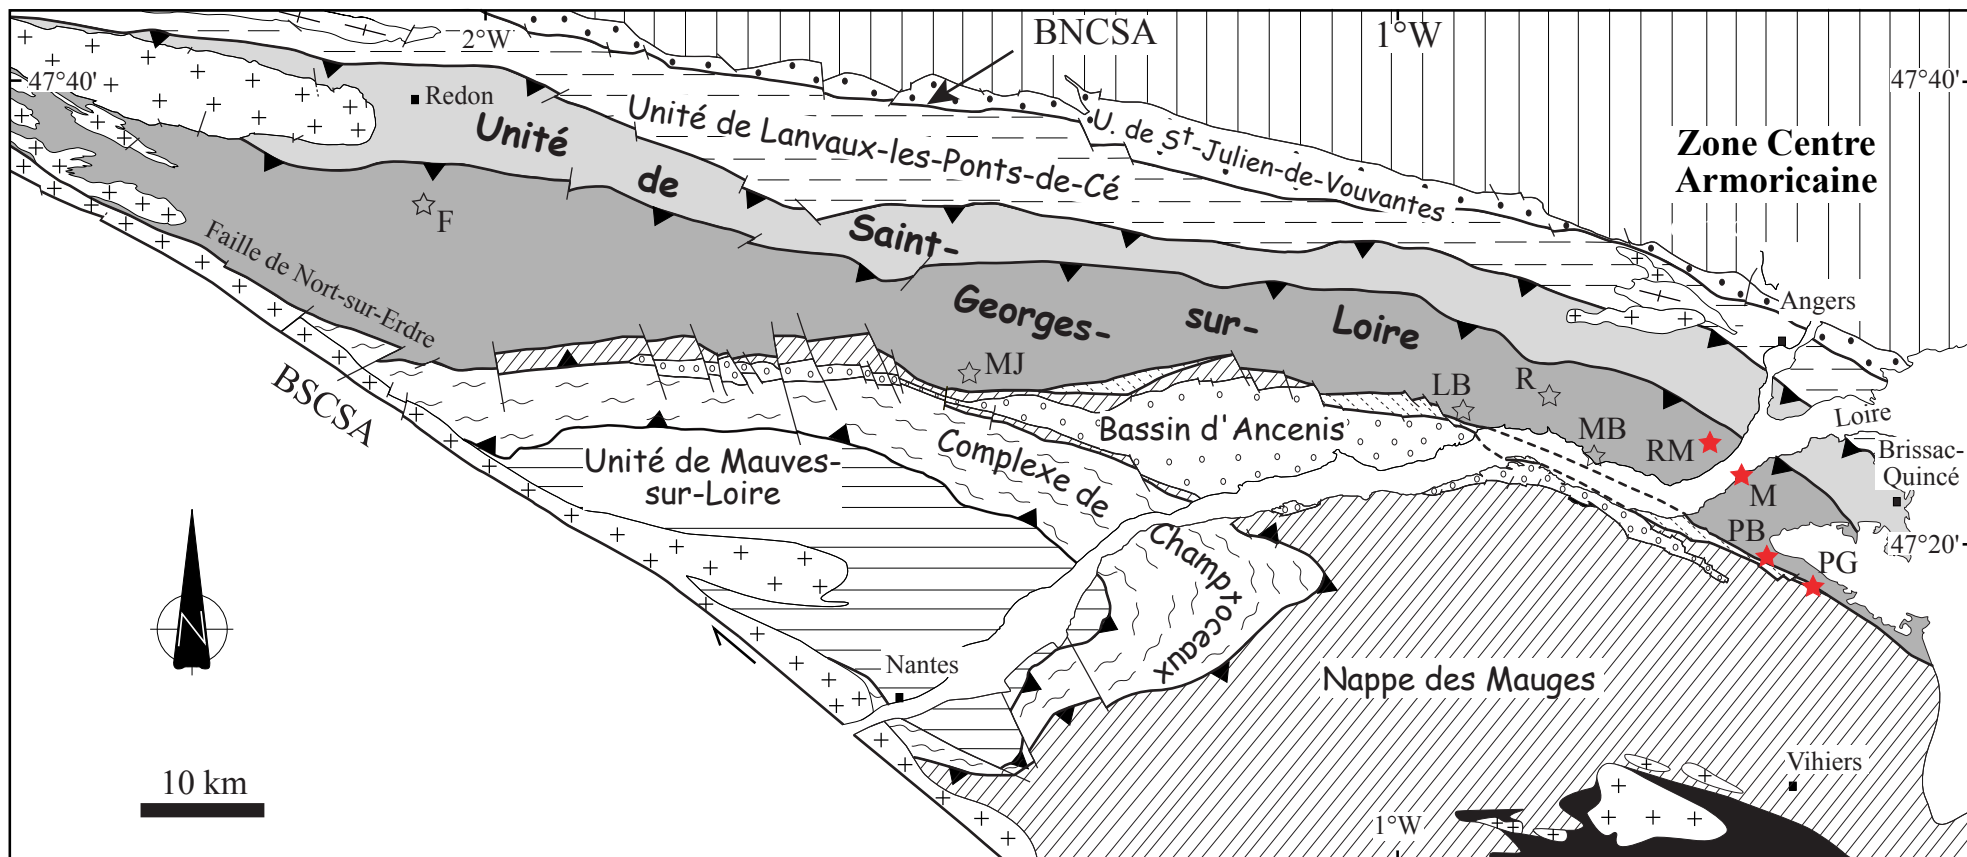 2°W
BNCSA
1°W
47°40'
47°40'
Redon
Unité
de
Saint-
Georges-
sur-
Loire
Unité de Lanvaux-les-Ponts-de-Cé
U. de St-Julien-de-Vouvantes
Zone Centre
Armoricaine
F
Faille de Nort-sur-Erdre
BSCSA
Angers
MJ
LB
R
MB
RM
M
Loire
Brissac-
Quincé
Bassin d'Ancenis
Complexe de
Champtoceaux
Unité de Mauves-
sur-Loire
PB
PG
47°20'
N
Nantes
Nappe des Mauges
Vihiers
10 km
1°W